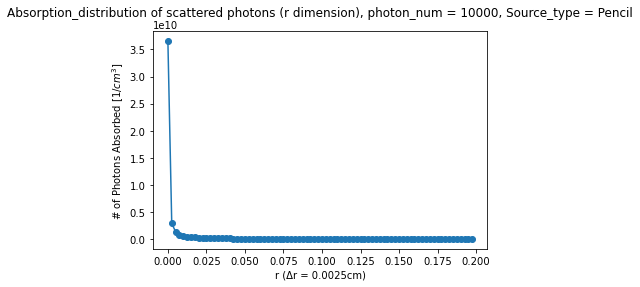 Absorption_distribution of scattered photons (r dimension), photon_num = 10000, Source_type = Pencil
1e10
3.5
3.0
2.5
2.0
1.5
1.0
0.5
0.0
# of Photons Absorbed [1/cm³]
0.000 0.025 0.050 0.075 0.100 0.125 0.150 0.175 0.200
r (Δr = 0.0025cm)